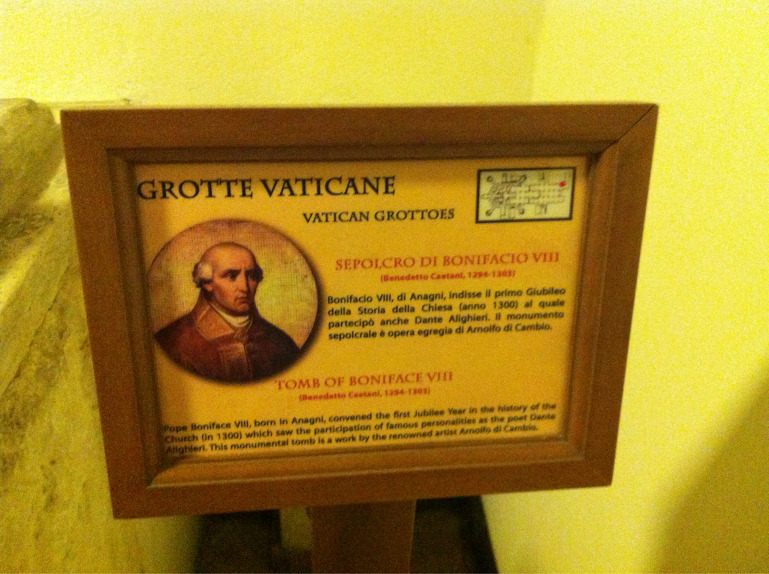 GROTTE VATICANE
VATICAN GROTTOES
SEPOLCRO DI BONIFACIO VIII
(Benedetto Caetani, 1294-1303)
Bonifacio VIII, di Anagni, indisse il primo Giubileo
della Storia della Chiesa (anno 1300) al quale
partecipò anche Dante Alighieri. Il monumento
sepolcrale è opera egregia di Arnolfo di Cambio.
TOMB OF BONIFACE VIII
(Benedetto Caetani, 1294-1303)
Pope Boniface VIII, born in Anagni, convened the first Jubilee Year in the history of the
Church (in 1300) which saw the participation of famous personalities as the poet Dante
Alighieri. This monumental tomb is a work by the renowned artist Arnolfo di Cambio.